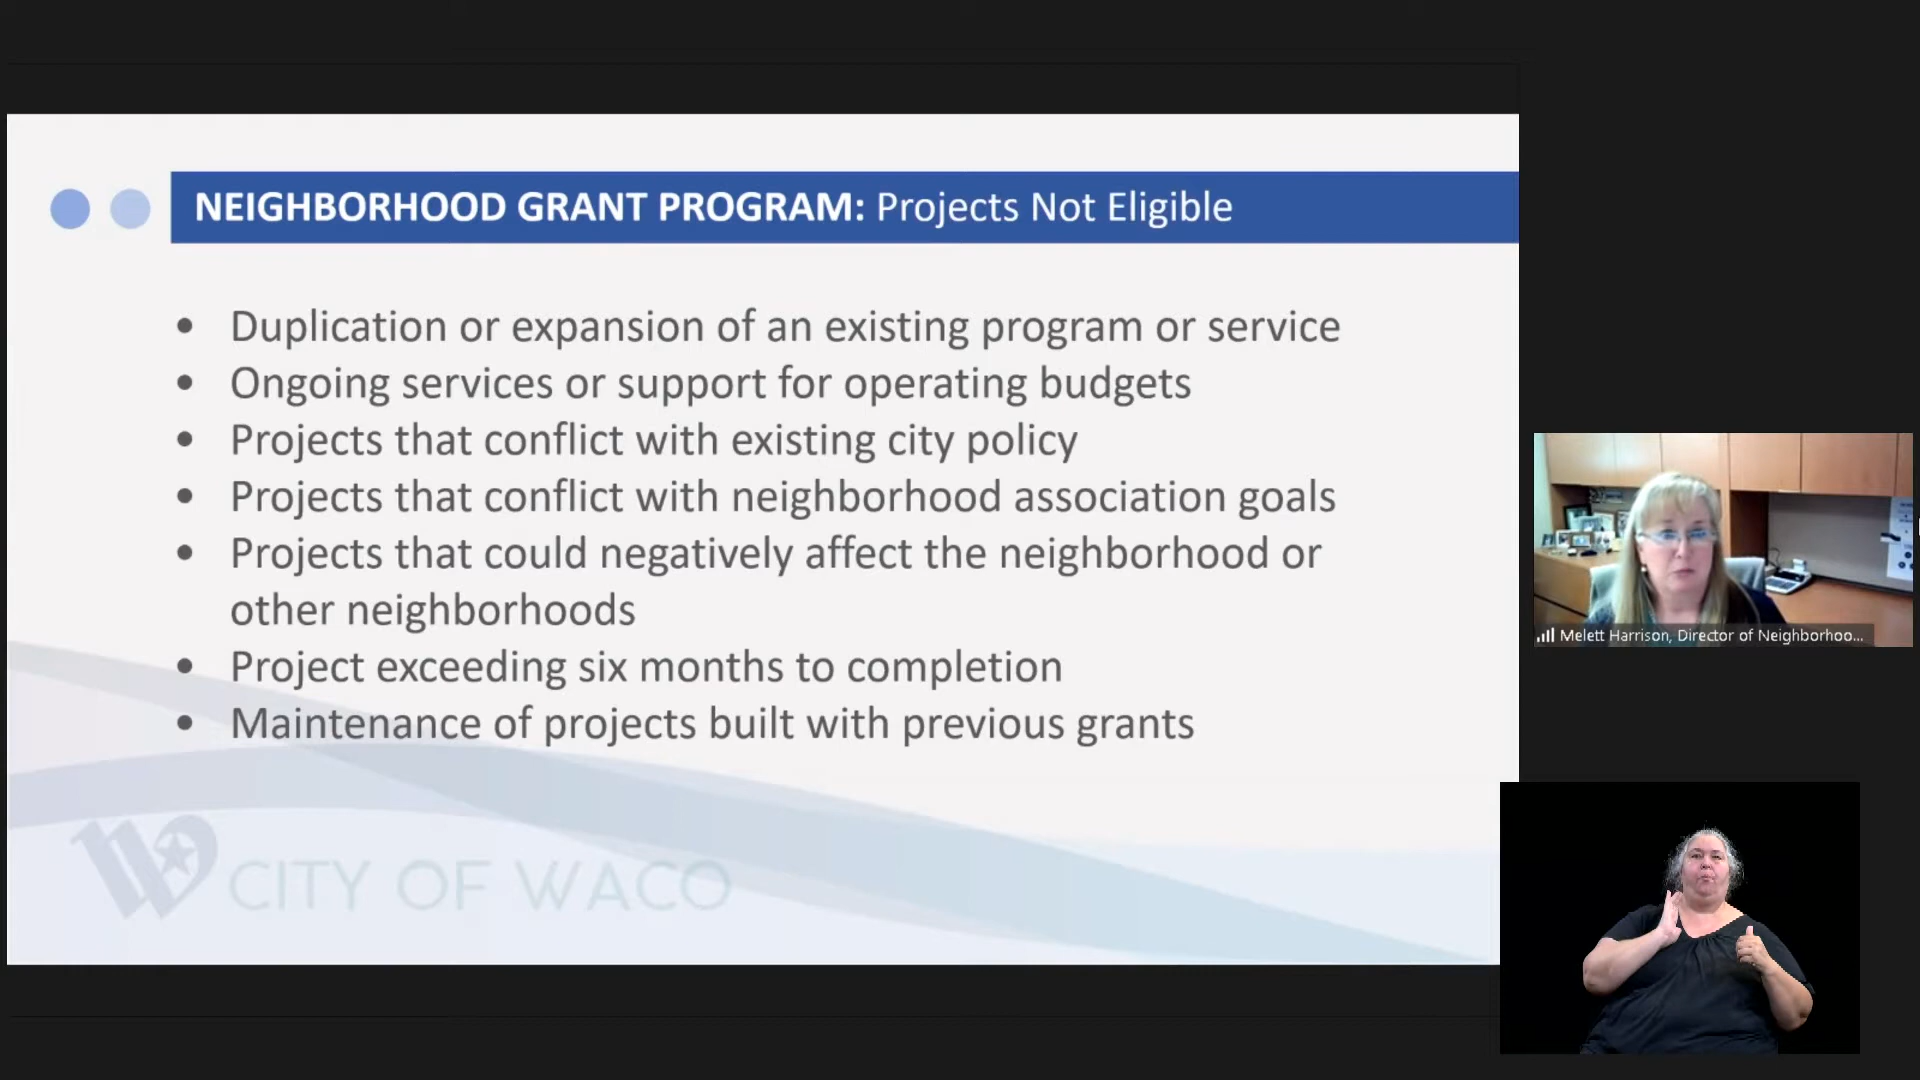 NEIGHBORHOOD GRANT PROGRAM: Projects Not Eligible
• Duplication or expansion of an existing program or service
• Ongoing services or support for operating budgets
• Projects that conflict with existing city policy
• Projects that conflict with neighborhood association goals
• Projects that could negatively affect the neighborhood or
other neighborhoods
• Project exceeding six months to completion
• Maintenance of projects built with previous grants
CITY OF WACO
Melett Harrison, Director of Neighborhoo...